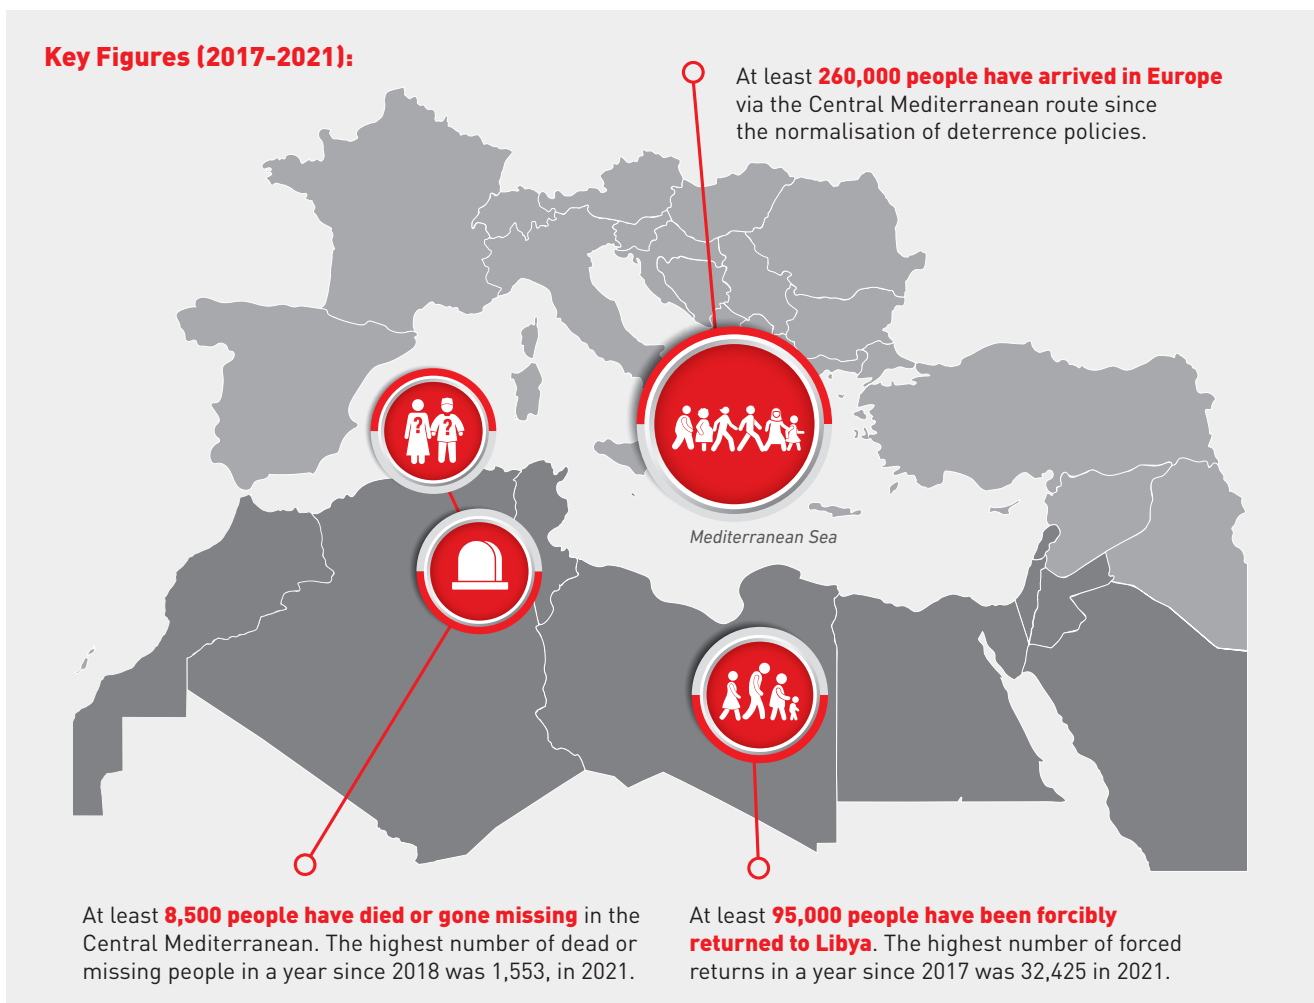 Key Figures (2017-2021):
At least 260,000 people have arrived in Europe
via the Central Mediterranean route since
the normalisation of deterrence policies.
? ?
Mediterranean Sea
At least 8,500 people have died or gone missing in the
Central Mediterranean. The highest number of dead or
missing people in a year since 2018 was 1,553, in 2021.
At least 95,000 people have been forcibly
returned to Libya. The highest number of forced
returns in a year since 2017 was 32,425 in 2021.